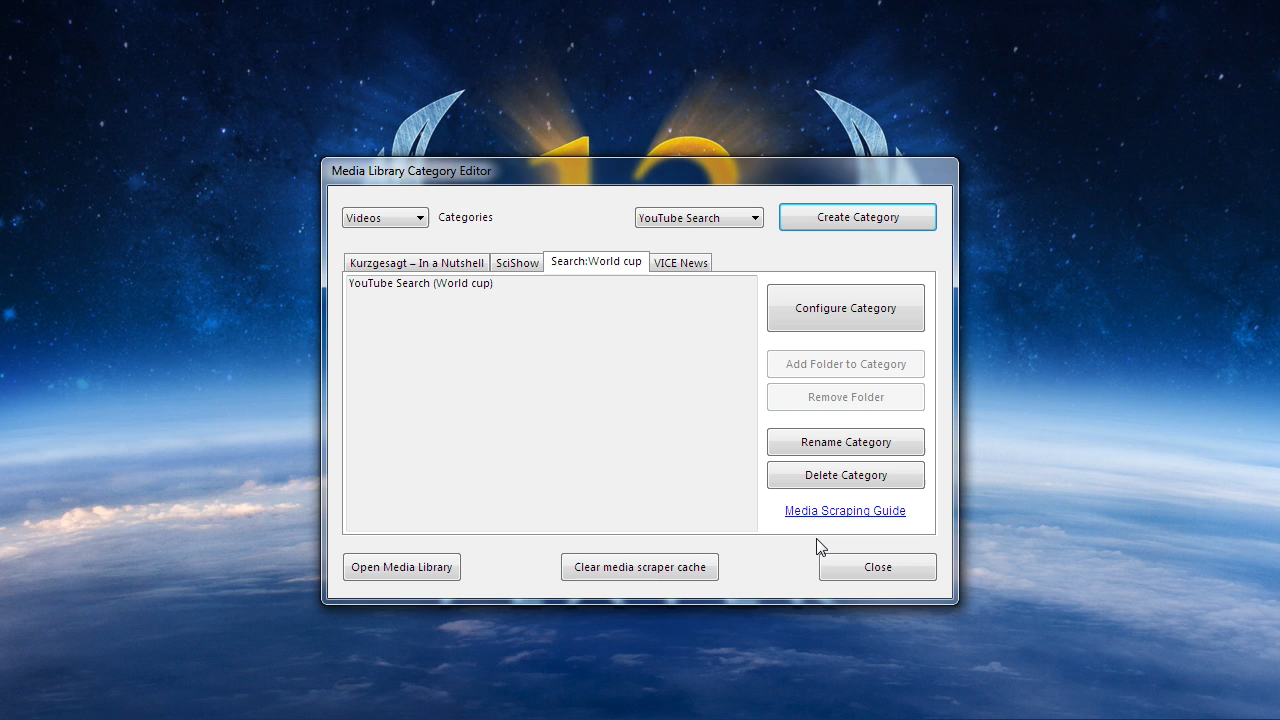 12
Media Library Category Editor
Videos Categories YouTube Search Create Category
Kurzgesagt – In a Nutshell SciShow Search:World cup VICE News
YouTube Search (World cup)
Configure Category
Add Folder to Category
Remove Folder
Rename Category
Delete Category
Media Scraping Guide
Open Media Library Clear media scraper cache Close